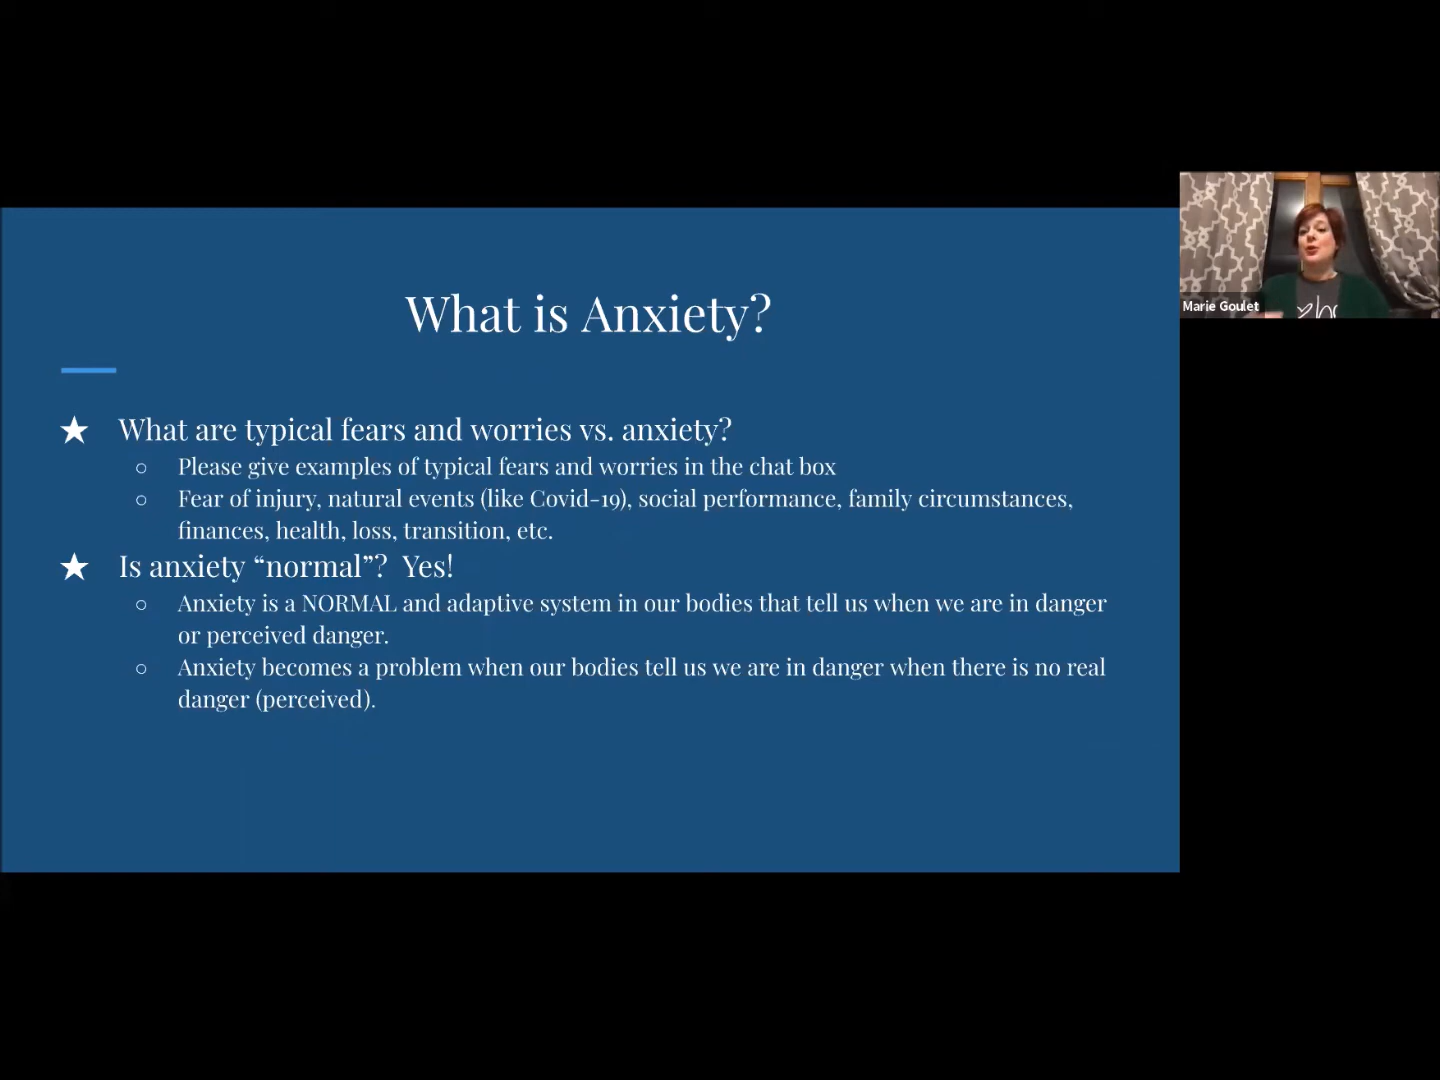 What is Anxiety?
★ What are typical fears and worries vs. anxiety?
○ Please give examples of typical fears and worries in the chat box
○ Fear of injury, natural events (like Covid-19), social performance, family circumstances,
finances, health, loss, transition, etc.
★ Is anxiety “normal”?  Yes!
○ Anxiety is a NORMAL and adaptive system in our bodies that tell us when we are in danger
or perceived danger.
○ Anxiety becomes a problem when our bodies tell us we are in danger when there is no real
danger (perceived).
Marie Goulet